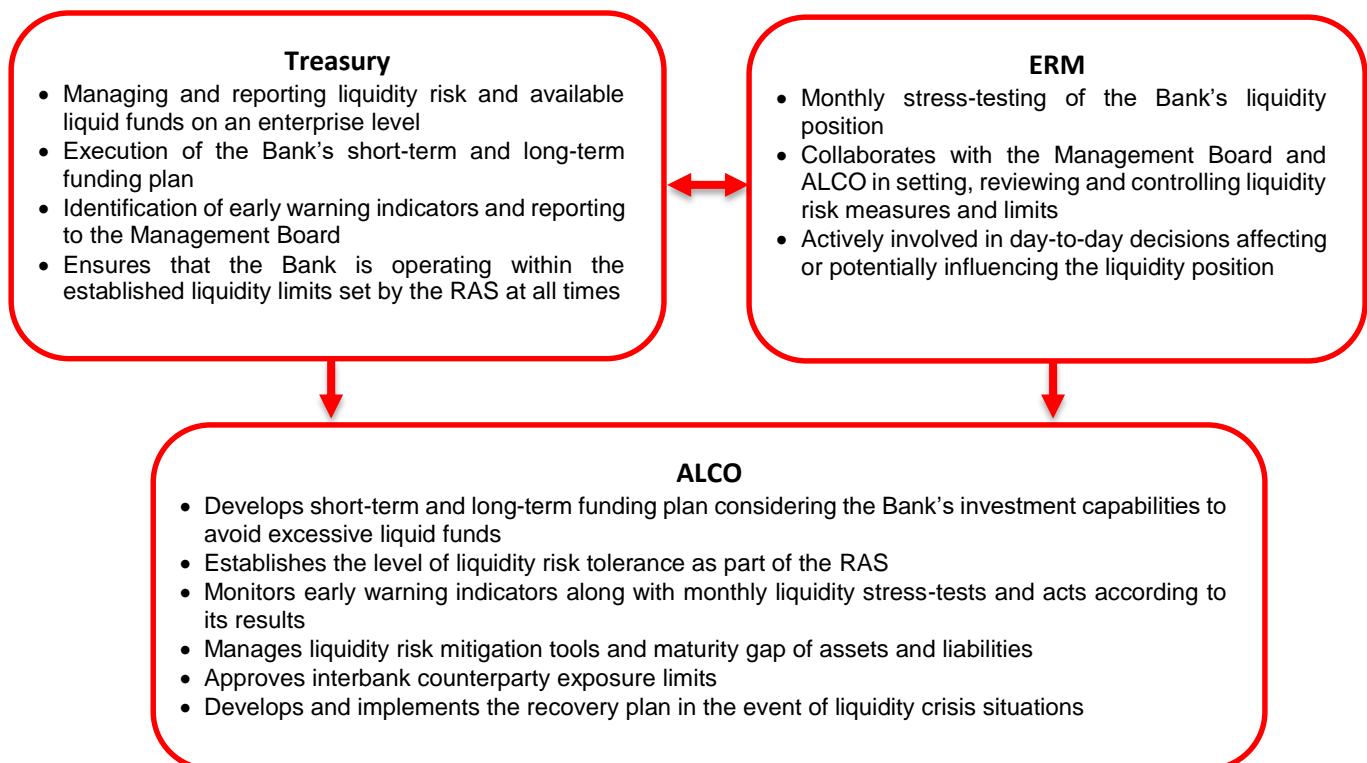 Treasury
• Managing and reporting liquidity risk and available
liquid funds on an enterprise level
• Execution of the Bank's short-term and long-term
funding plan
• Identification of early warning indicators and reporting
to the Management Board
• Ensures that the Bank is operating within the
established liquidity limits set by the RAS at all times
ERM
• Monthly stress-testing of the Bank's liquidity
position
• Collaborates with the Management Board and
ALCO in setting, reviewing and controlling liquidity
risk measures and limits
• Actively involved in day-to-day decisions affecting
or potentially influencing the liquidity position
ALCO
• Develops short-term and long-term funding plan considering the Bank's investment capabilities to
avoid excessive liquid funds
• Establishes the level of liquidity risk tolerance as part of the RAS
• Monitors early warning indicators along with monthly liquidity stress-tests and acts according to
its results
• Manages liquidity risk mitigation tools and maturity gap of assets and liabilities
• Approves interbank counterparty exposure limits
• Develops and implements the recovery plan in the event of liquidity crisis situations